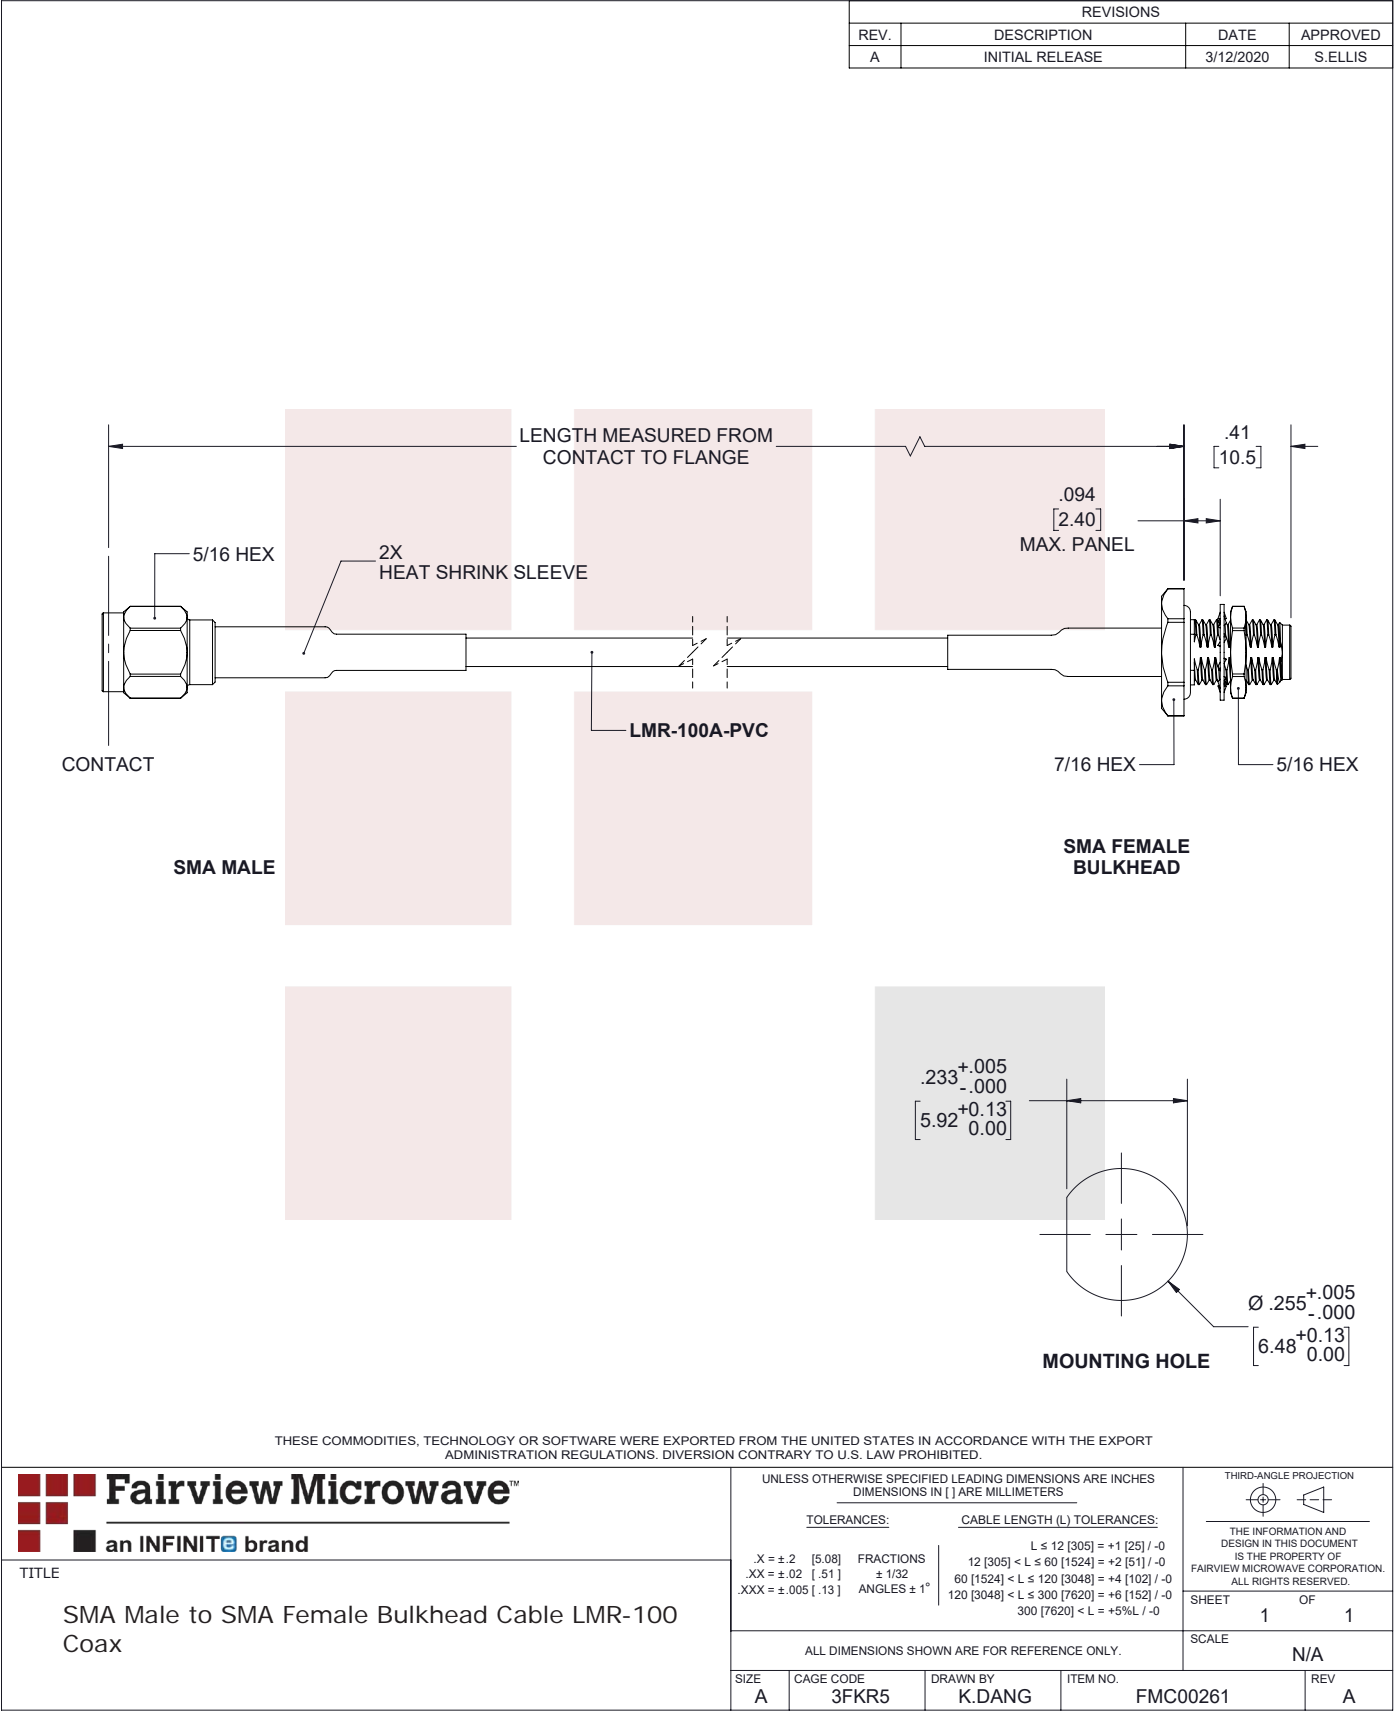 REVISIONS
REV. DESCRIPTION DATE APPROVED
A INITIAL RELEASE 3/12/2020 S.ELLIS
LENGTH MEASURED FROM
CONTACT TO FLANGE
.41
[10.5]
.094
[2.40]
MAX. PANEL
5/16 HEX
2X
HEAT SHRINK SLEEVE
LMR-100A-PVC
CONTACT
7/16 HEX
5/16 HEX
SMA MALE
SMA FEMALE
BULKHEAD
.233 +.005
-.000
[5.92 +0.13
0.00]
Ø .255 +.005
-.000
[6.48 +0.13
0.00]
MOUNTING HOLE
THESE COMMODITIES, TECHNOLOGY OR SOFTWARE WERE EXPORTED FROM THE UNITED STATES IN ACCORDANCE WITH THE EXPORT
ADMINISTRATION REGULATIONS. DIVERSION CONTRARY TO U.S. LAW PROHIBITED.
Fairview Microwave™
an INFINITe brand
TITLE
SMA Male to SMA Female Bulkhead Cable LMR-100
Coax
UNLESS OTHERWISE SPECIFIED LEADING DIMENSIONS ARE INCHES
DIMENSIONS IN [ ] ARE MILLIMETERS
TOLERANCES:
.X = ±.2 [5.08] FRACTIONS
.XX = ±.02 [ .51 ] ± 1/32
.XXX = ±.005 [ .13 ] ANGLES ± 1°
CABLE LENGTH (L) TOLERANCES:
L ≤ 12 [305] = +1 [25] / -0
12 [305] < L ≤ 60 [1524] = +2 [51] / -0
60 [1524] < L ≤ 120 [3048] = +4 [102] / -0
120 [3048] < L ≤ 300 [7620] = +6 [152] / -0
300 [7620] < L = +5%L / -0
ALL DIMENSIONS SHOWN ARE FOR REFERENCE ONLY.
THIRD-ANGLE PROJECTION
THE INFORMATION AND
DESIGN IN THIS DOCUMENT
IS THE PROPERTY OF
FAIRVIEW MICROWAVE CORPORATION.
ALL RIGHTS RESERVED.
SHEET OF
1 1
SCALE
N/A
SIZE CAGE CODE DRAWN BY ITEM NO. REV
A 3FKR5 K.DANG FMC00261 A